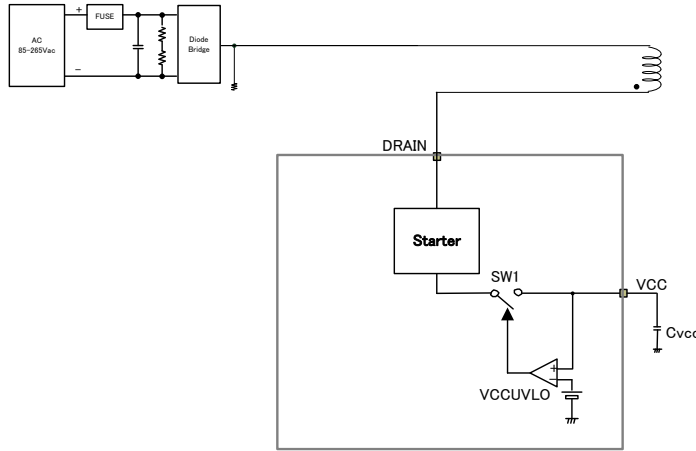 +
FUSE
AC
85-265Vac
Diode
Bridge
−
DRAIN
Starter
SW1
VCC
Cvcc
+
−
VCCUVLO